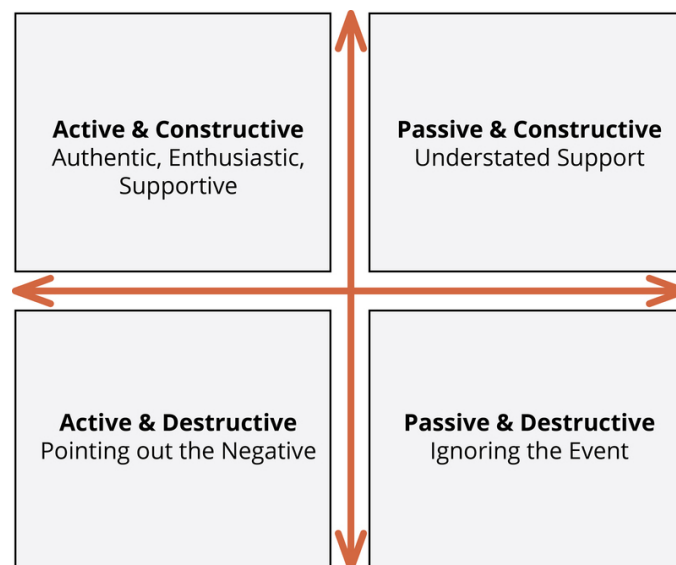 Active & Constructive
Authentic, Enthusiastic,
Supportive
Passive & Constructive
Understated Support
Active & Destructive
Pointing out the Negative
Passive & Destructive
Ignoring the Event